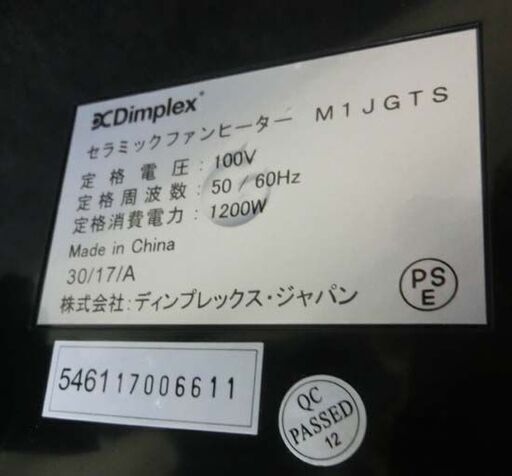 Dimplex®
セラミックファンヒーター M1JGTS
定格電圧:100V
定格周波数:50/60Hz
定格消費電力:1200W
Made in China
30/17/A
株式会社:ディンプレックス・ジャパン
PS
E
546117006611
QC
PASSED
12